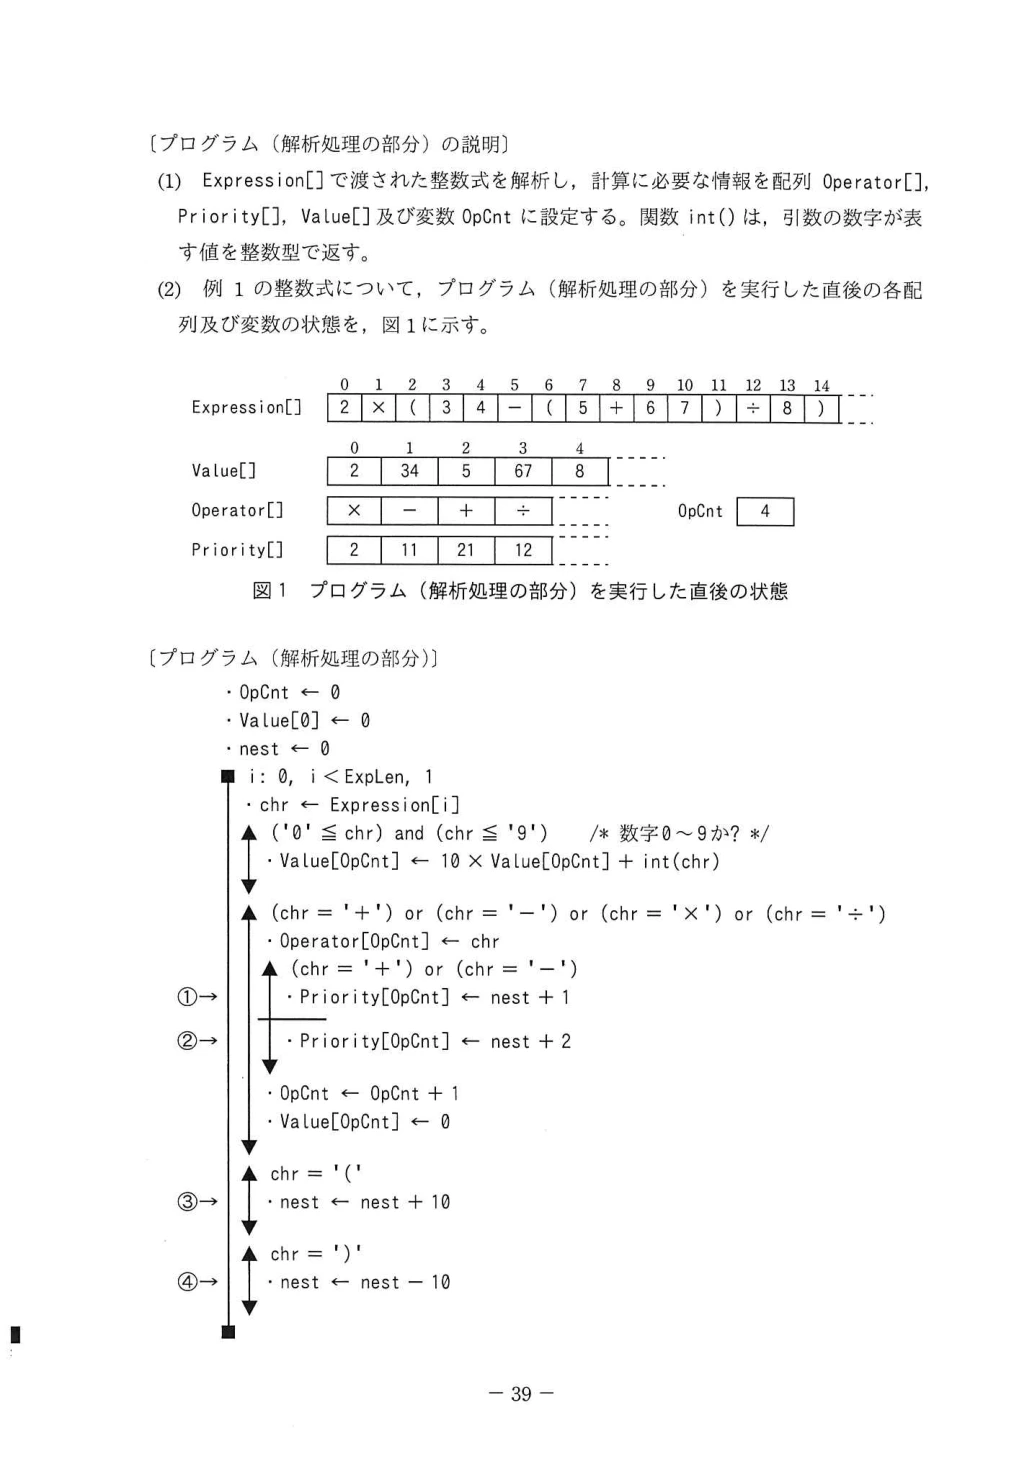 〔プログラム（解析処理の部分）の説明〕
(1) Expression[]で渡された整数式を解析し，計算に必要な情報を配列 Operator[]，
Priority[]，Value[]及び変数 OpCnt に設定する。関数 int()は，引数の数字が表
す値を整数型で返す。
(2) 例 1 の整数式について，プログラム（解析処理の部分）を実行した直後の各配
列及び変数の状態を，図1に示す。
0 1 2 3 4 5 6 7 8 9 10 11 12 13 14
Expression[] 2 × ( 3 4 － ( 5 + 6 7 ) ÷ 8 )
0 1 2 3 4
Value[] 2 34 5 67 8
Operator[] × － + ÷ OpCnt 4
Priority[] 2 11 21 12
図1 プログラム（解析処理の部分）を実行した直後の状態
〔プログラム（解析処理の部分）〕
・OpCnt ← 0
・Value[0] ← 0
・nest ← 0
■ i: 0, i < ExpLen, 1
・chr ← Expression[i]
▲ ('0' ≦ chr) and (chr ≦ '9') /* 数字0～9か? */
・Value[OpCnt] ← 10 × Value[OpCnt] + int(chr)
▼
▲ (chr = '+') or (chr = '－') or (chr = '×') or (chr = '÷')
・Operator[OpCnt] ← chr
▲ (chr = '+') or (chr = '－')
①→ ・Priority[OpCnt] ← nest + 1
②→ ・Priority[OpCnt] ← nest + 2
▼
・OpCnt ← OpCnt + 1
・Value[OpCnt] ← 0
▼
▲ chr = '('
③→ ・nest ← nest + 10
▼
▲ chr = ')'
④→ ・nest ← nest － 10
▼
■
－ 39 －